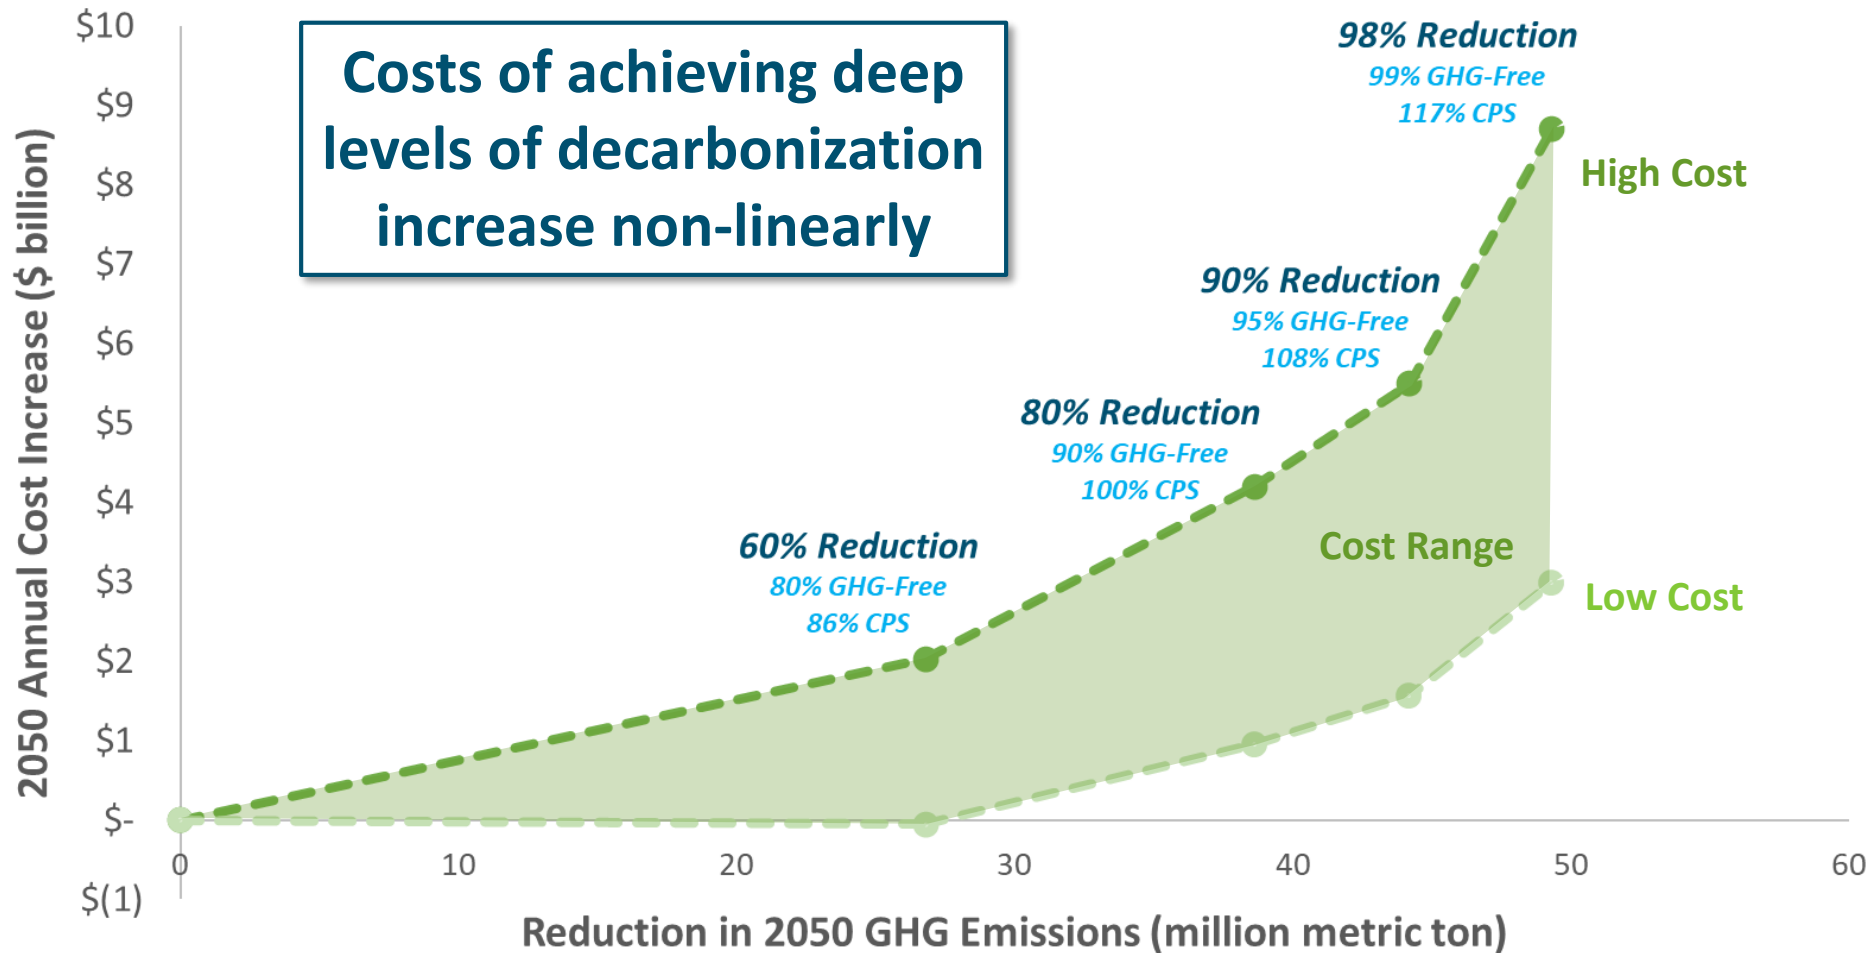 Costs of achieving deep
levels of decarbonization
increase non-linearly
2050 Annual Cost Increase ($ billion)
$10
$9
$8
$7
$6
$5
$4
$3
$2
$1
$-
$(1)
98% Reduction
99% GHG-Free
117% CPS
High Cost
90% Reduction
95% GHG-Free
108% CPS
80% Reduction
90% GHG-Free
100% CPS
60% Reduction
80% GHG-Free
86% CPS
Cost Range
Low Cost
0 10 20 30 40 50 60
Reduction in 2050 GHG Emissions (million metric ton)